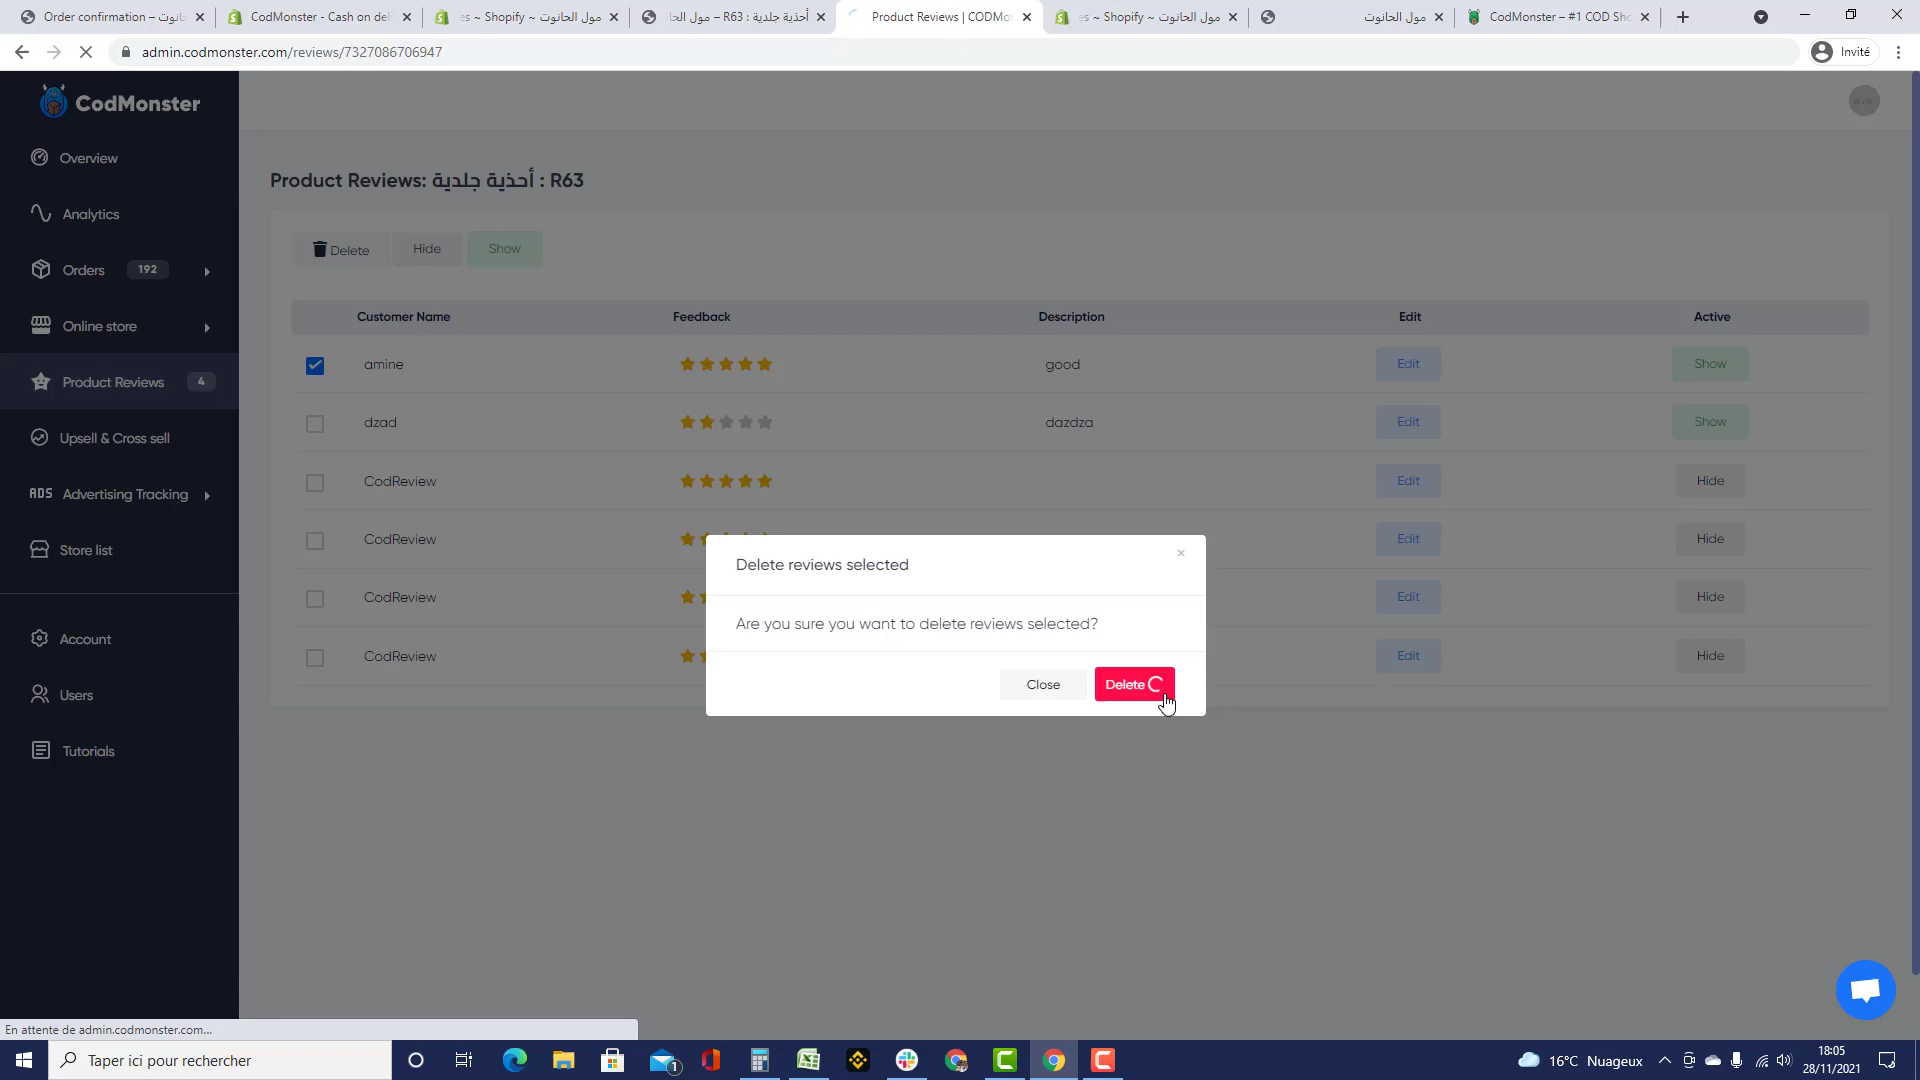 Order confirmation –
CodMonster - Cash on deli
مول الحانوت ~ Shopify ~ es
أحذية جلدية : R63 – مول الحا
Product Reviews | CODMo
مول الحانوت ~ Shopify ~ es
مول الحانوت
CodMonster – #1 COD Sho
admin.codmonster.com/reviews/7327086706947
Invité
CodMonster
Overview
Analytics
Orders 192
Online store
Product Reviews 4
Upsell & Cross sell
ADS Advertising Tracking
Store list
Account
Users
Tutorials
Product Reviews: أحذية جلدية : R63
Delete Hide Show
Customer Name Feedback Description Edit Active
amine good Edit Show
dzad dazdza Edit Show
CodReview Edit Hide
CodReview Edit Hide
CodReview Edit Hide
CodReview Edit Hide
Delete reviews selected ×
Are you sure you want to delete reviews selected?
Close Delete
En attente de admin.codmonster.com...
Taper ici pour rechercher
1
16°C Nuageux
18:05
28/11/2021